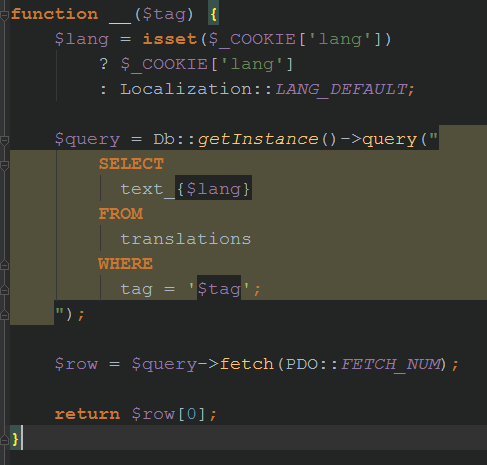 function __($tag) {
    $lang = isset($_COOKIE['lang'])
        ? $_COOKIE['lang']
        : Localization::LANG_DEFAULT;

    $query = Db::getInstance()->query("
        SELECT
          text_{$lang}
        FROM
          translations
        WHERE
          tag = '$tag';
    ");

    $row = $query->fetch(PDO::FETCH_NUM);

    return $row[0];
}